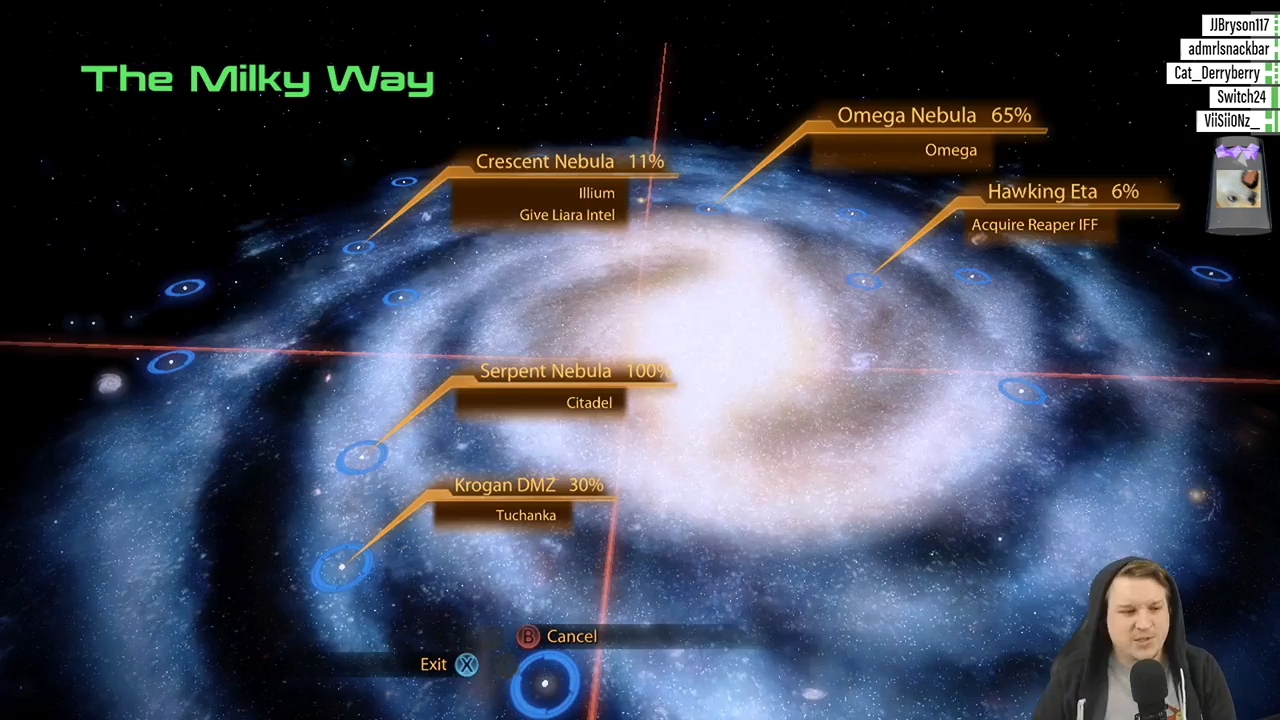 The Milky Way
JJBryson117
admrlsnackbar
Cat_Derryberry
Switch24
ViiSii0Nz_
Omega Nebula 65%
Omega
Crescent Nebula 11%
Illium
Give Liara Intel
Hawking Eta 6%
Acquire Reaper IFF
Serpent Nebula 100%
Citadel
Krogan DMZ 30%
Tuchanka
B Cancel
Exit X